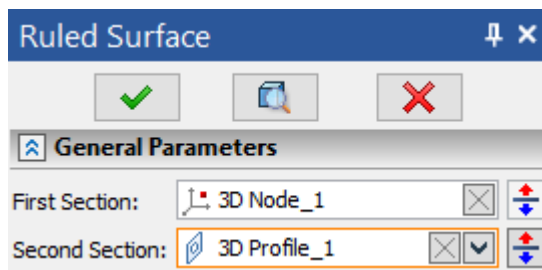 Ruled Surface
General Parameters
First Section: 3D Node_1
Second Section: 3D Profile_1